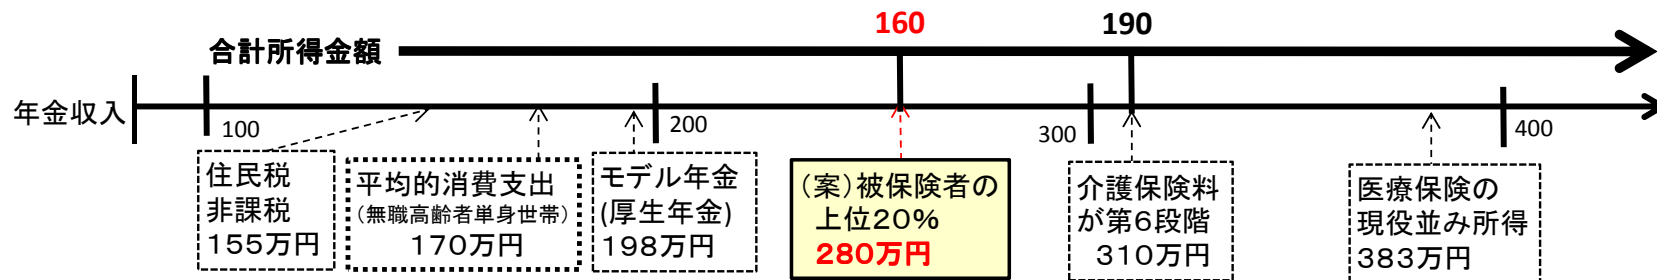 160
190
合計所得金額
年金収入
100
200
300
400
住民税
非課税
155万円
平均的消費支出
（無職高齢者単身世帯）
170万円
モデル年金
(厚生年金)
198万円
（案）被保険者の
上位20%
280万円
介護保険料
が第6段階
310万円
医療保険の
現役並み所得
383万円